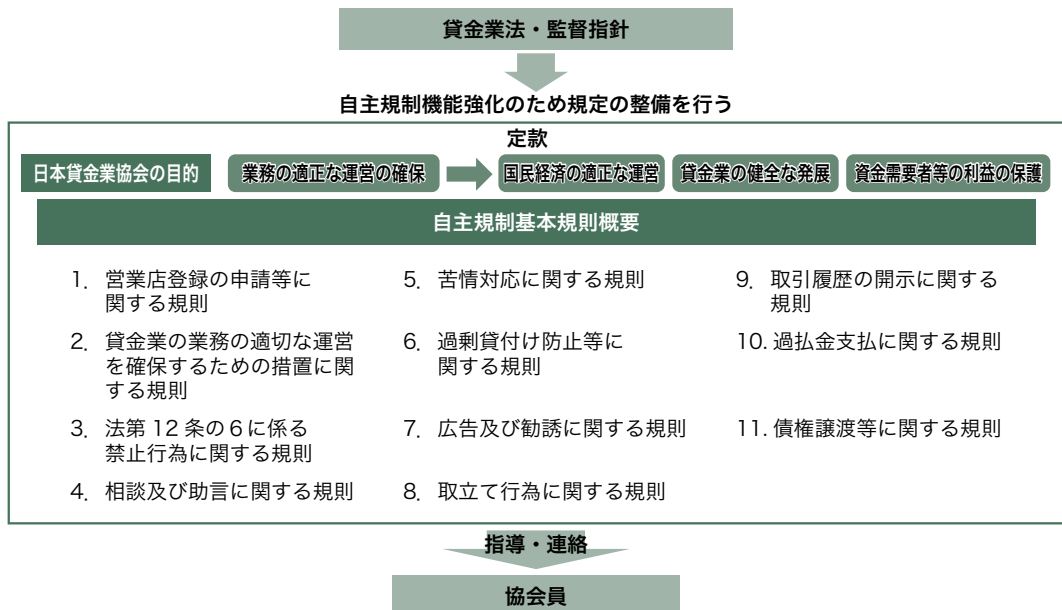 貸金業法・監督指針
自主規制機能強化のため規定の整備を行う
定款
日本貸金業協会の目的
業務の適正な運営の確保
国民経済の適正な運営
貸金業の健全な発展
資金需要者等の利益の保護
自主規制基本規則概要
1. 営業店登録の申請等に
関する規則
2. 貸金業の業務の適切な運営
を確保するための措置に関
する規則
3. 法第 12 条の 6 に係る
禁止行為に関する規則
4. 相談及び助言に関する規則
5. 苦情対応に関する規則
6. 過剰貸付け防止等に
関する規則
7. 広告及び勧誘に関する規則
8. 取立て行為に関する規則
9. 取引履歴の開示に関する
規則
10. 過払金支払に関する規則
11. 債権譲渡等に関する規則
指導・連絡
協会員